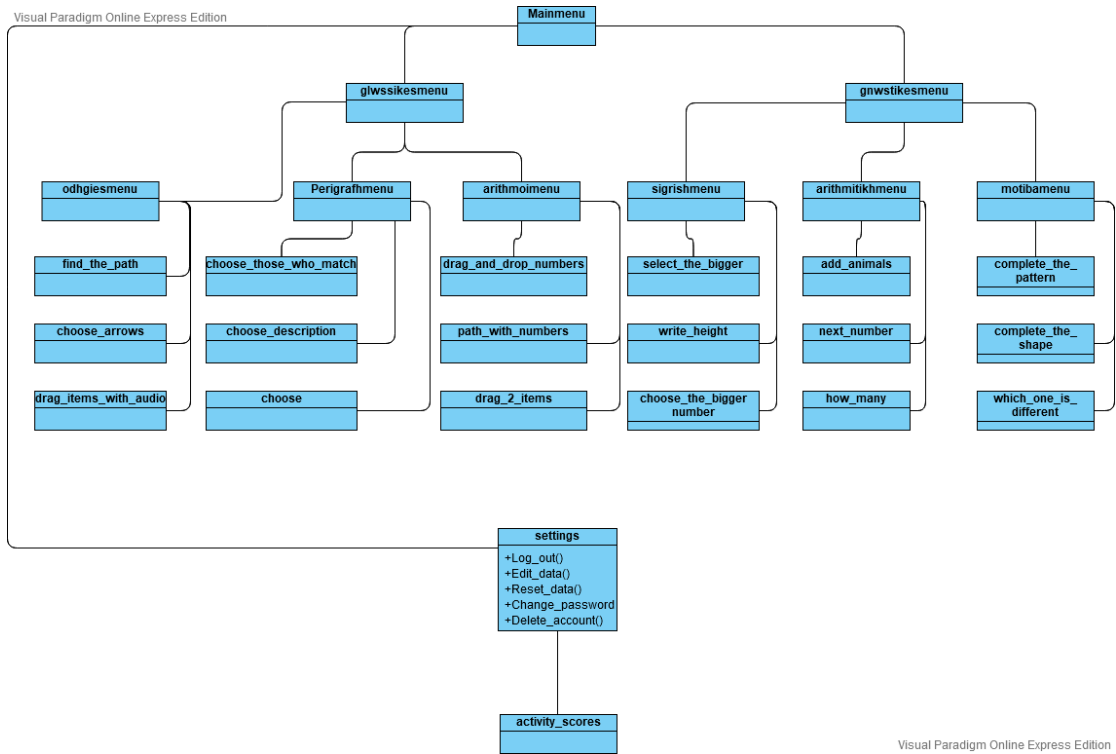 Visual Paradigm Online Express Edition
Mainmenu
glwssikesmenu
gnwstikesmenu
odhgiesmenu
Perigrafhmenu
arithmoimenu
sigrishmenu
arithmitikhmenu
motibamenu
find_the_path
choose_those_who_match
drag_and_drop_numbers
select_the_bigger
add_animals
complete_the_
pattern
choose_arrows
choose_description
path_with_numbers
write_height
next_number
complete_the_
shape
drag_items_with_audio
choose
drag_2_items
choose_the_bigger
number
how_many
which_one_is_
different
settings
+Log_out()
+Edit_data()
+Reset_data()
+Change_password
+Delete_account()
activity_scores
Visual Paradigm Online Express Edition